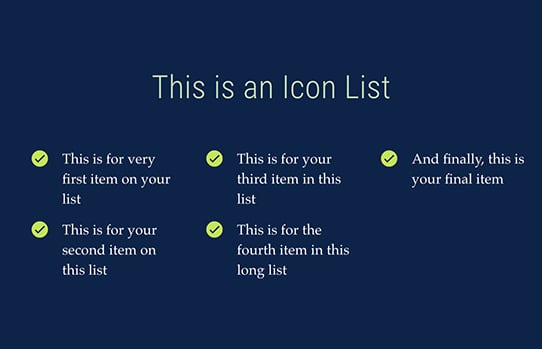 This is an Icon List
This is for very
first item on your
list
This is for your
second item on
this list
This is for your
third item in this
list
This is for the
fourth item in this
long list
And finally, this is
your final item